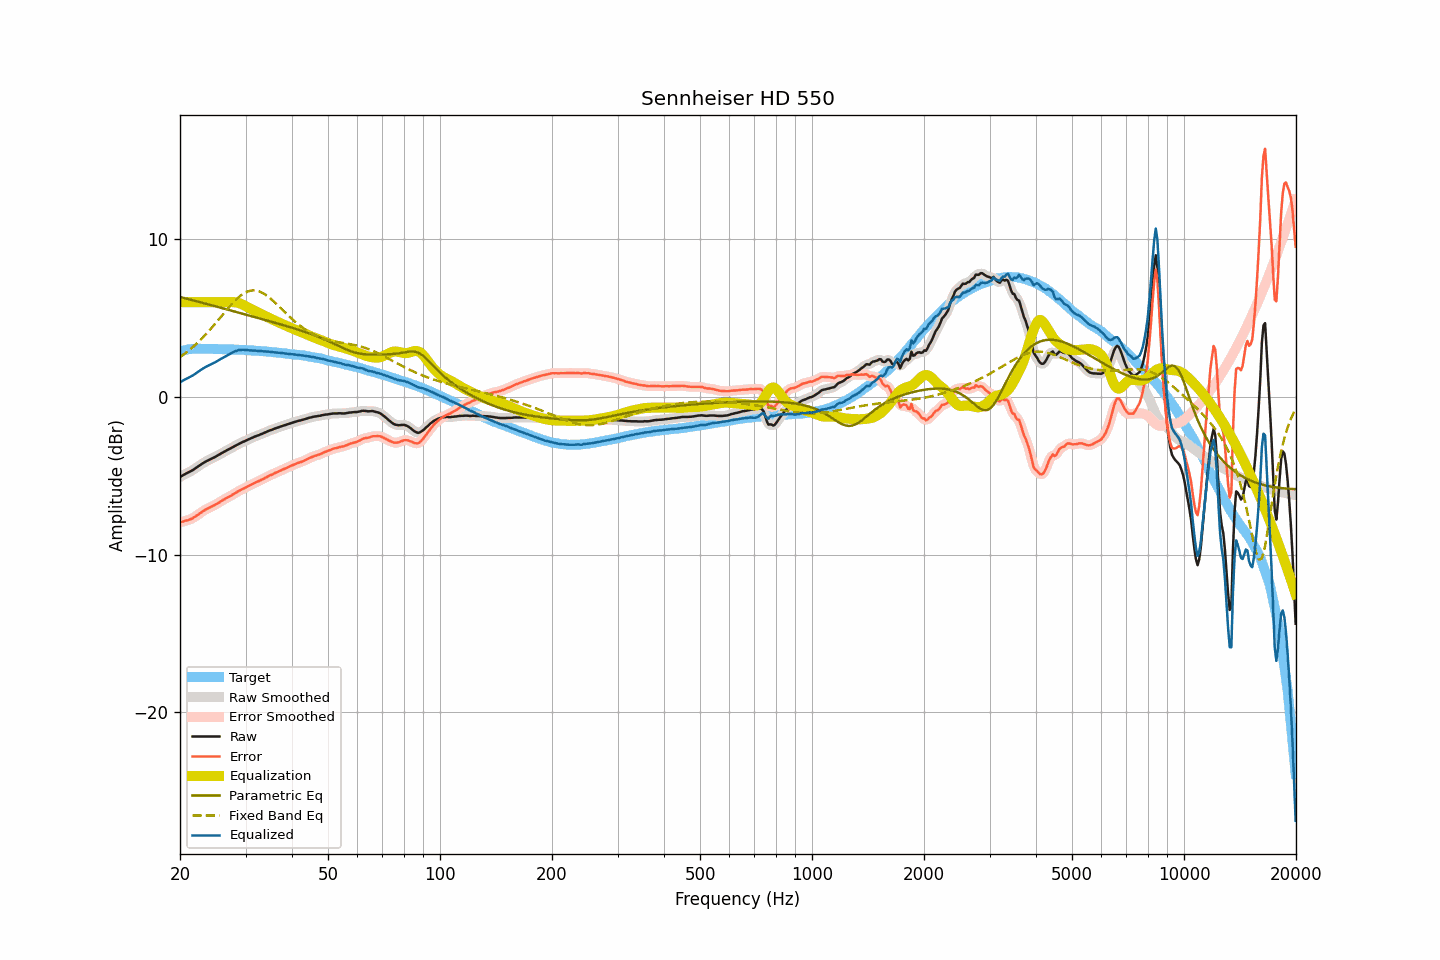 Sennheiser HD 550
Amplitude (dBr)
10
0
−10
−20
Target
Raw Smoothed
Error Smoothed
Raw
Error
Equalization
Parametric Eq
Fixed Band Eq
Equalized
20 50 100 200 500 1000 2000 5000 10000 20000
Frequency (Hz)